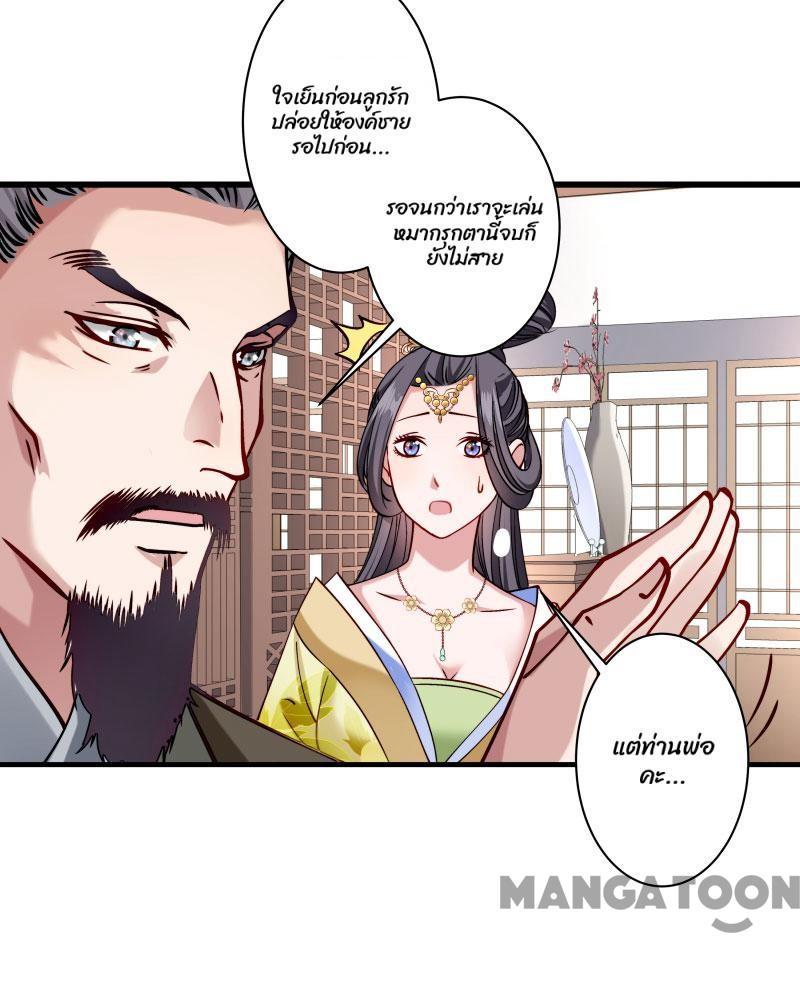 ใจเย็นก่อนลูกรัก
ปล่อยให้องค์ชาย
รอไปก่อน...
รอจนกว่าเราจะเล่น
หมากรุกตานี้จบก็
ยังไม่สาย
แต่ท่านพ่อ
คะ...
MANGATOON